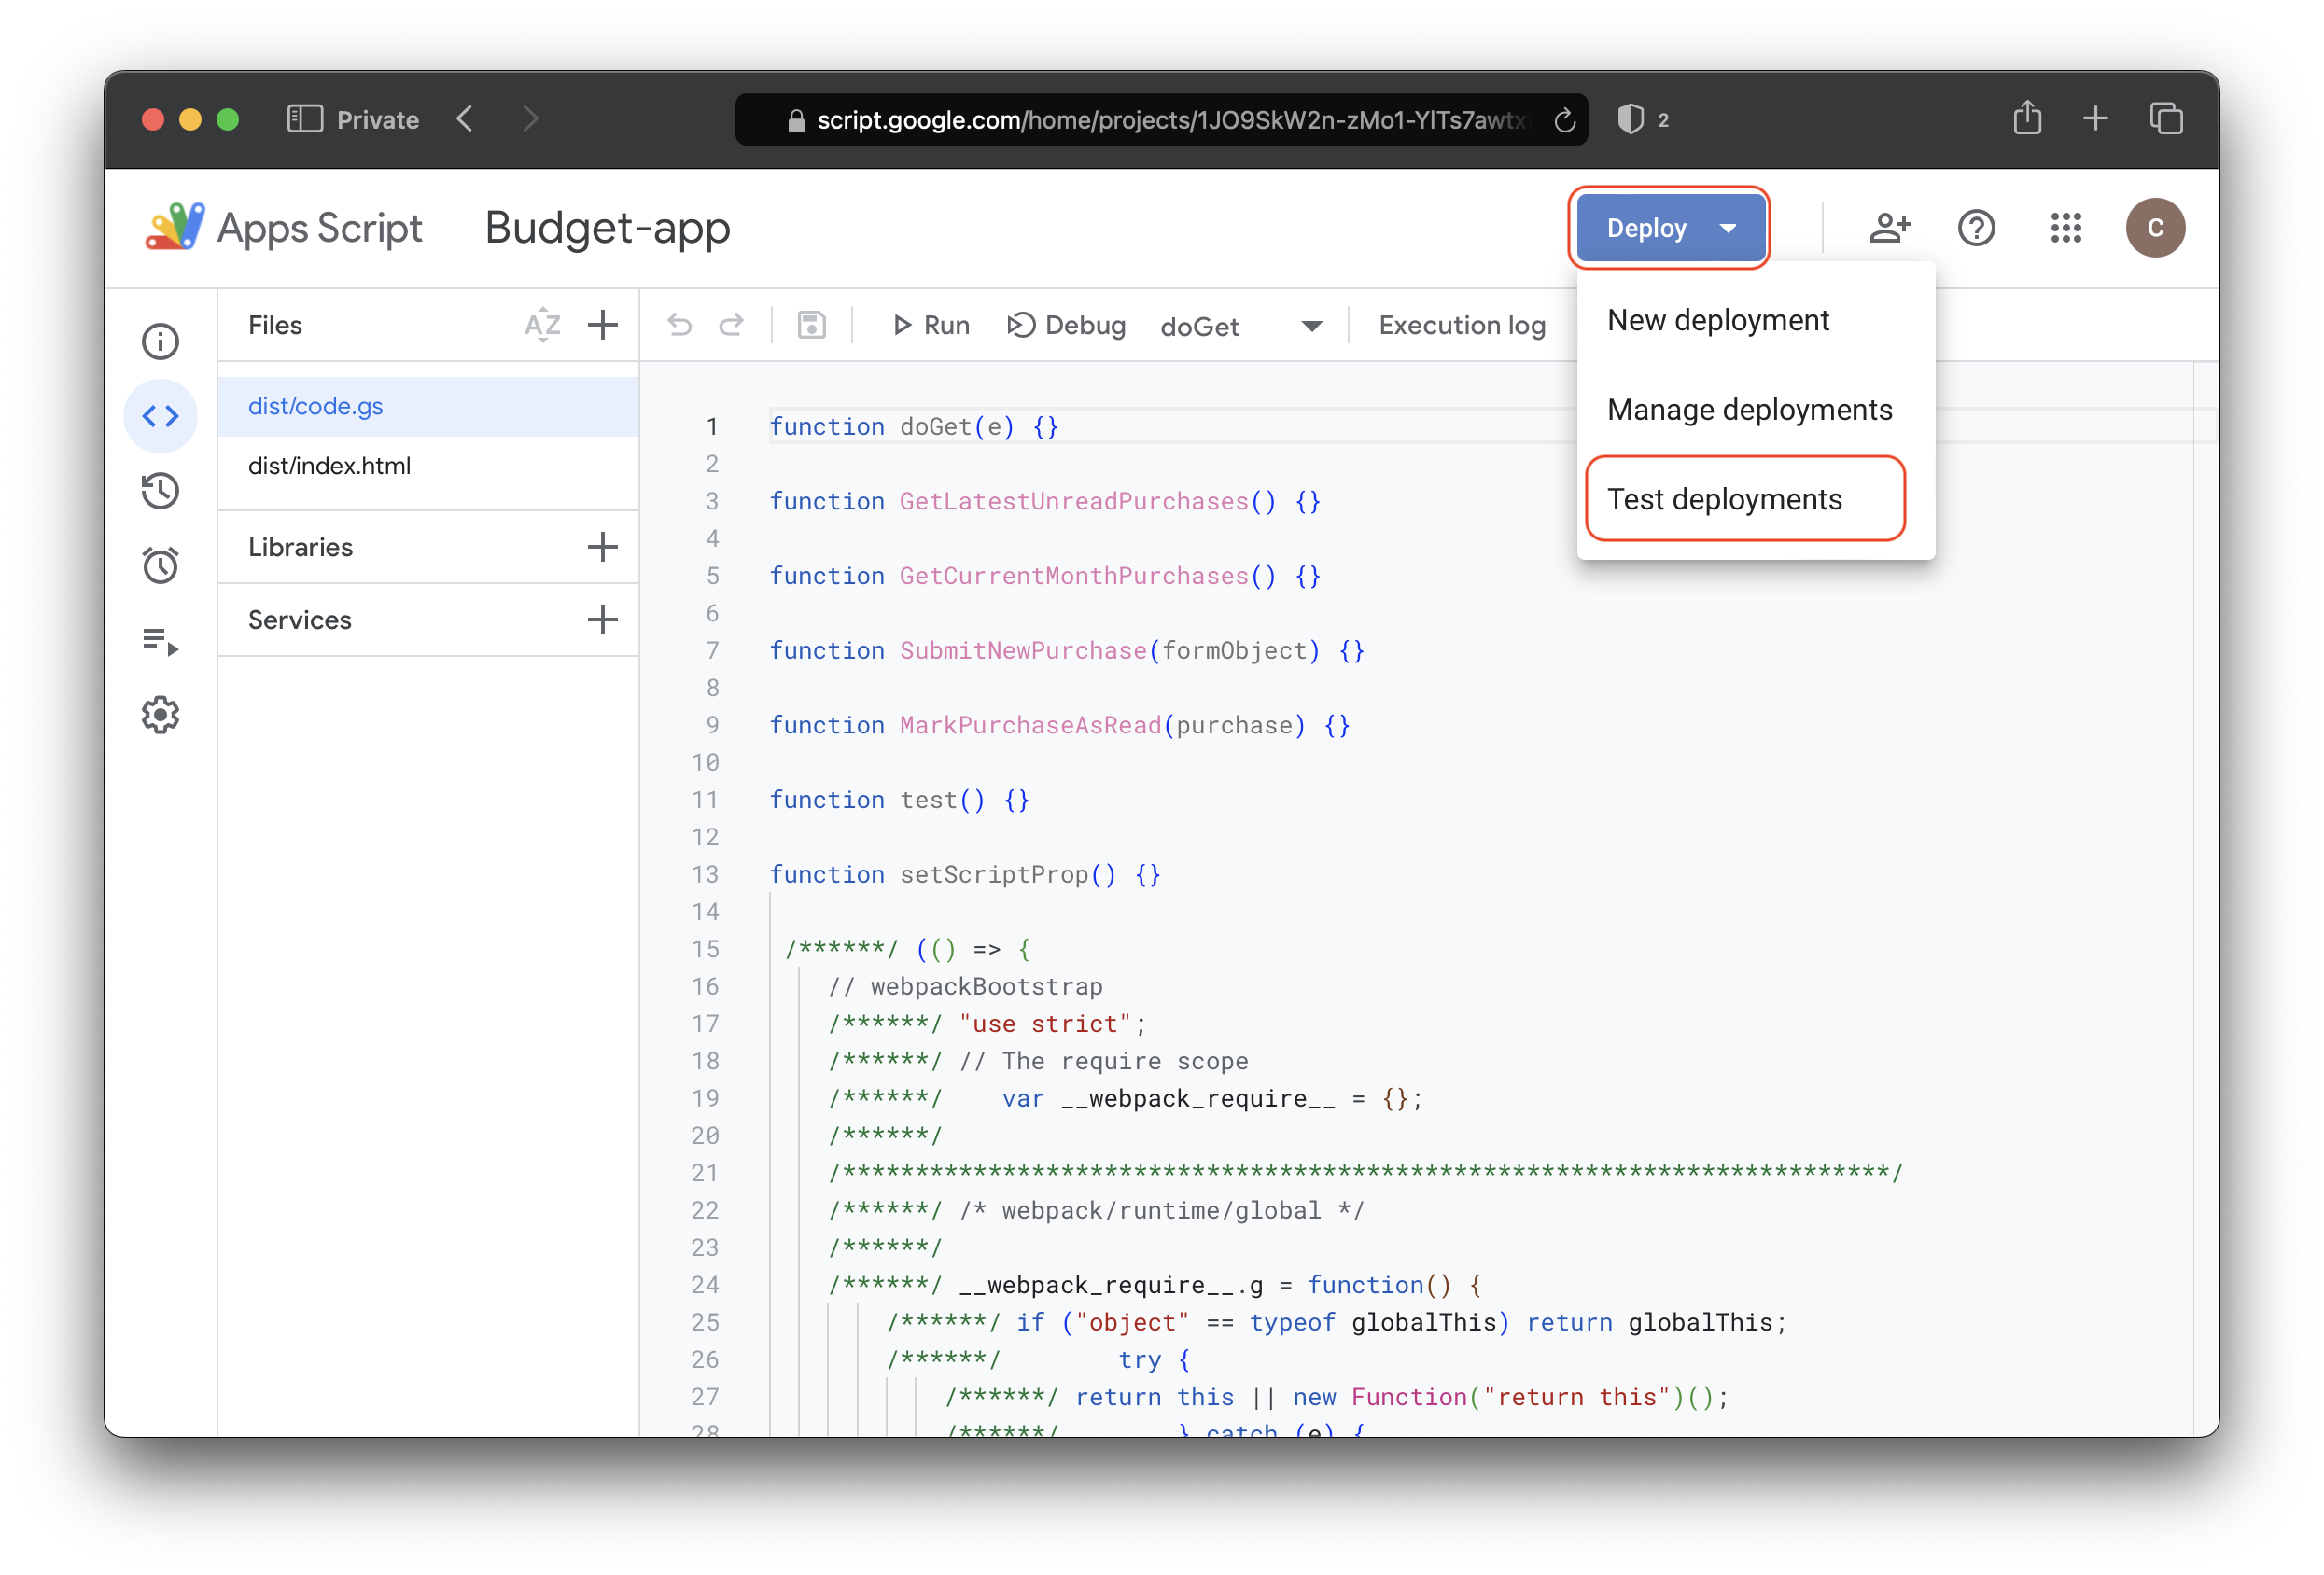 Private
script.google.com/home/projects/1JO9SkW2n-zMo1-YlTs7awtx
2
Apps Script
Budget-app
Deploy
C
New deployment
Manage deployments
Test deployments
Files
AZ
Run
Debug
doGet
Execution log
dist/code.gs
dist/index.html
Libraries
Services
1 function doGet(e) {}
2
3 function GetLatestUnreadPurchases() {}
4
5 function GetCurrentMonthPurchases() {}
6
7 function SubmitNewPurchase(formObject) {}
8
9 function MarkPurchaseAsRead(purchase) {}
10
11 function test() {}
12
13 function setScriptProp() {}
14
15 /******/ (() => {
16 // webpackBootstrap
17 /******/ "use strict";
18 /******/ // The require scope
19 /******/ var __webpack_require__ = {};
20 /******/
21 /************************************************************************/
22 /******/ /* webpack/runtime/global */
23 /******/
24 /******/ __webpack_require__.g = function() {
25 /******/ if ("object" == typeof globalThis) return globalThis;
26 /******/ try {
27 /******/ return this || new Function("return this")();
28 /******/ } catch (e) {